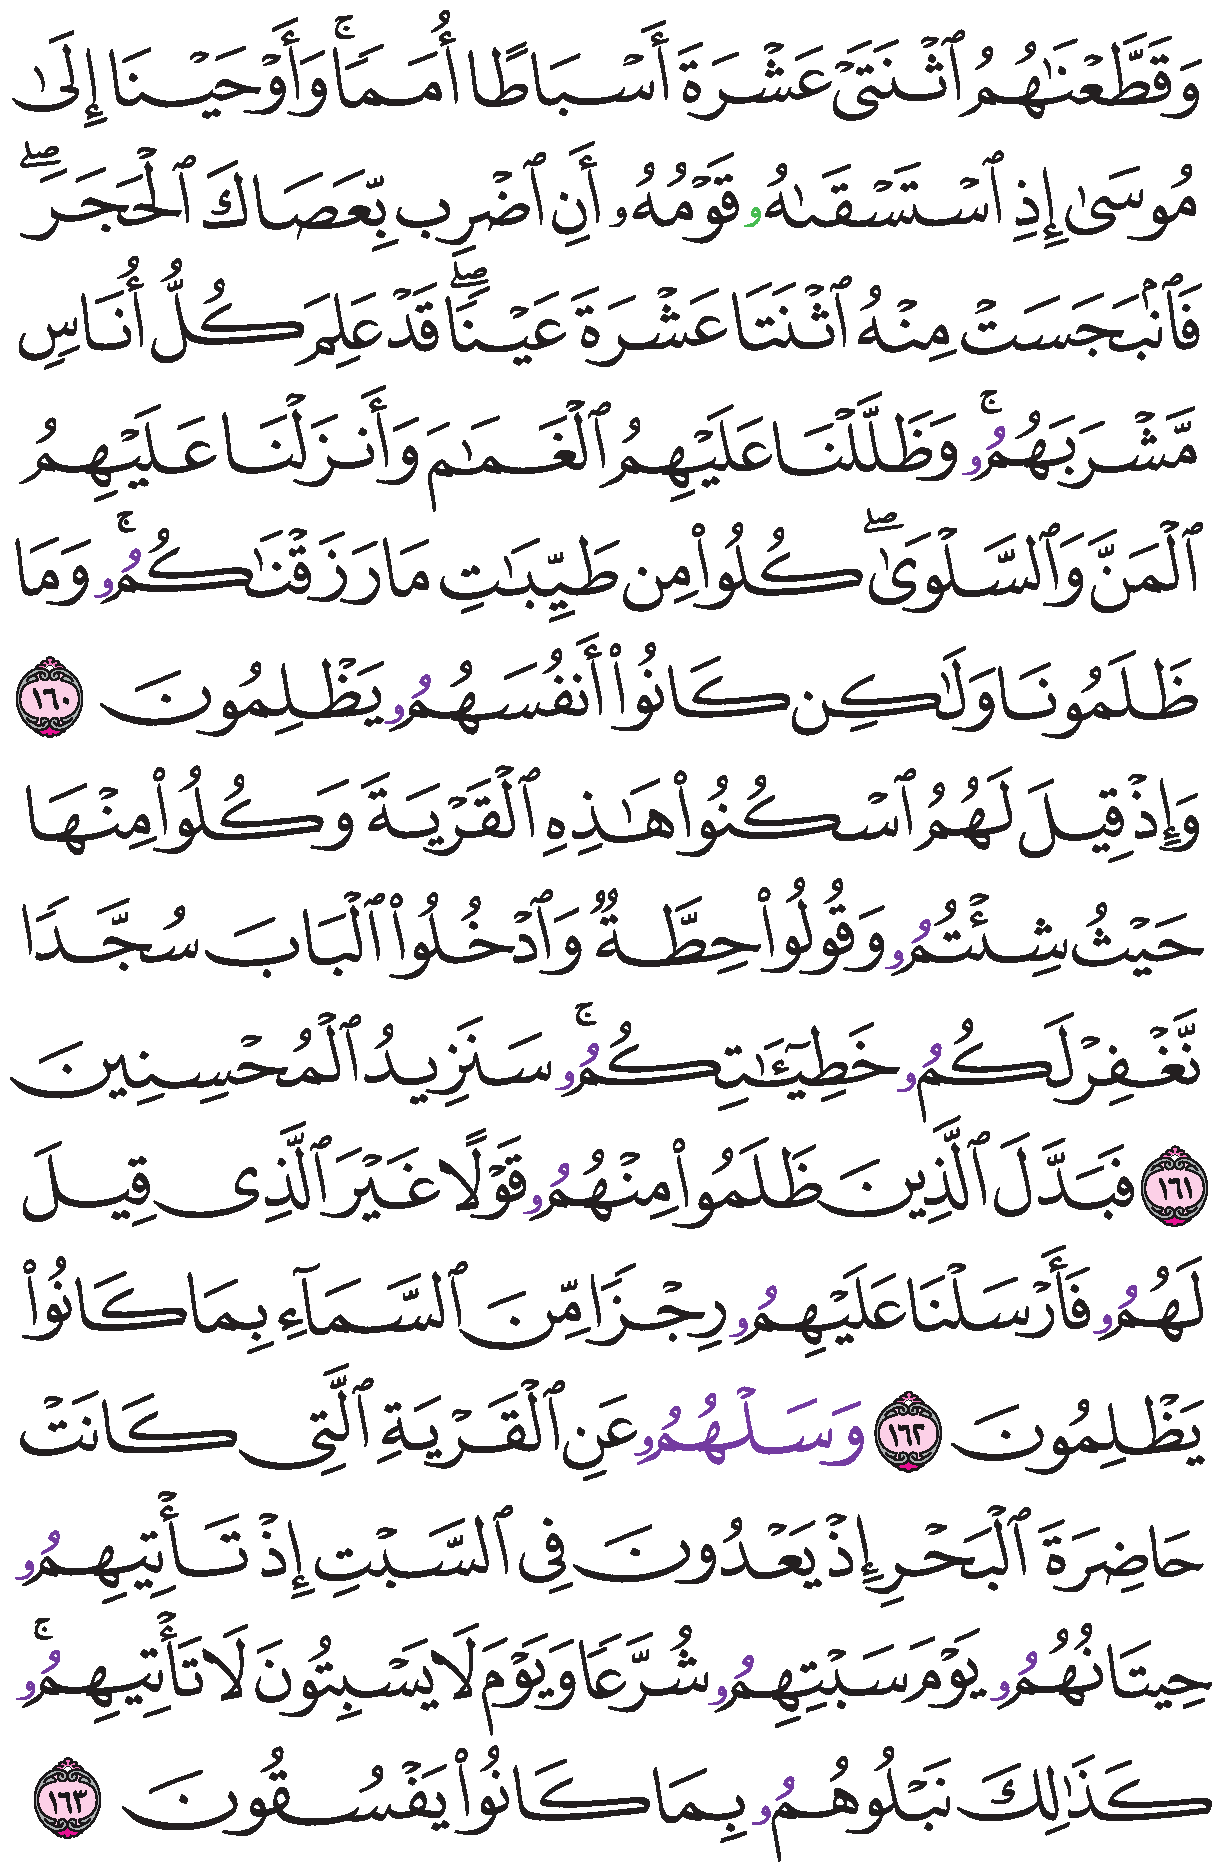 وَقَطَّعْنَٰهُمُ ٱثْنَتَىْ عَشْرَةَ أَسْبَاطًا أُمَمًاۚ وَأَوْحَيْنَا إِلَىٰ
مُوسَىٰ إِذِ ٱسْتَسْقَىٰهُۥ قَوْمُهُۥ أَنِ ٱضْرِب بِّعَصَاكَ ٱلْحَجَرَۖ
فَٱنۢبَجَسَتْ مِنْهُ ٱثْنَتَا عَشْرَةَ عَيْنًاۖ قَدْ عَلِمَ كُلُّ أُنَاسٍ
مَّشْرَبَهُمُۥۚ وَظَلَّلْنَا عَلَيْهِمُ ٱلْغَمَٰمَ وَأَنزَلْنَا عَلَيْهِمُ
ٱلْمَنَّ وَٱلسَّلْوَىٰۖ كُلُواْ مِن طَيِّبَٰتِ مَا رَزَقْنَٰكُمُۥۚ وَمَا
ظَلَمُونَا وَلَٰكِن كَانُواْ أَنفُسَهُمُۥ يَظْلِمُونَ ١٦٠
وَإِذْ قِيلَ لَهُمُ ٱسْكُنُواْ هَٰذِهِ ٱلْقَرْيَةَ وَكُلُواْ مِنْهَا
حَيْثُ شِئْتُمُۥ وَقُولُواْ حِطَّةٌ وَٱدْخُلُواْ ٱلْبَابَ سُجَّدًا
نَّغْفِرْ لَكُمُۥ خَطِيٓـَٰٔتِكُمُۥۚ سَنَزِيدُ ٱلْمُحْسِنِينَ
١٦١ فَبَدَّلَ ٱلَّذِينَ ظَلَمُواْ مِنْهُمُۥ قَوْلًا غَيْرَ ٱلَّذِى قِيلَ
لَهُمُۥ فَأَرْسَلْنَا عَلَيْهِمُۥ رِجْزًا مِّنَ ٱلسَّمَآءِ بِمَا كَانُواْ
يَظْلِمُونَ ١٦٢ وَسَلْهُمُۥ عَنِ ٱلْقَرْيَةِ ٱلَّتِى كَانَتْ
حَاضِرَةَ ٱلْبَحْرِ إِذْ يَعْدُونَ فِى ٱلسَّبْتِ إِذْ تَأْتِيهِمُۥ
حِيتَانُهُمُۥ يَوْمَ سَبْتِهِمُۥ شُرَّعًا وَيَوْمَ لَا يَسْبِتُونَ لَا تَأْتِيهِمُۥۚ
كَذَٰلِكَ نَبْلُوهُمُۥ بِمَا كَانُواْ يَفْسُقُونَ ١٦٣